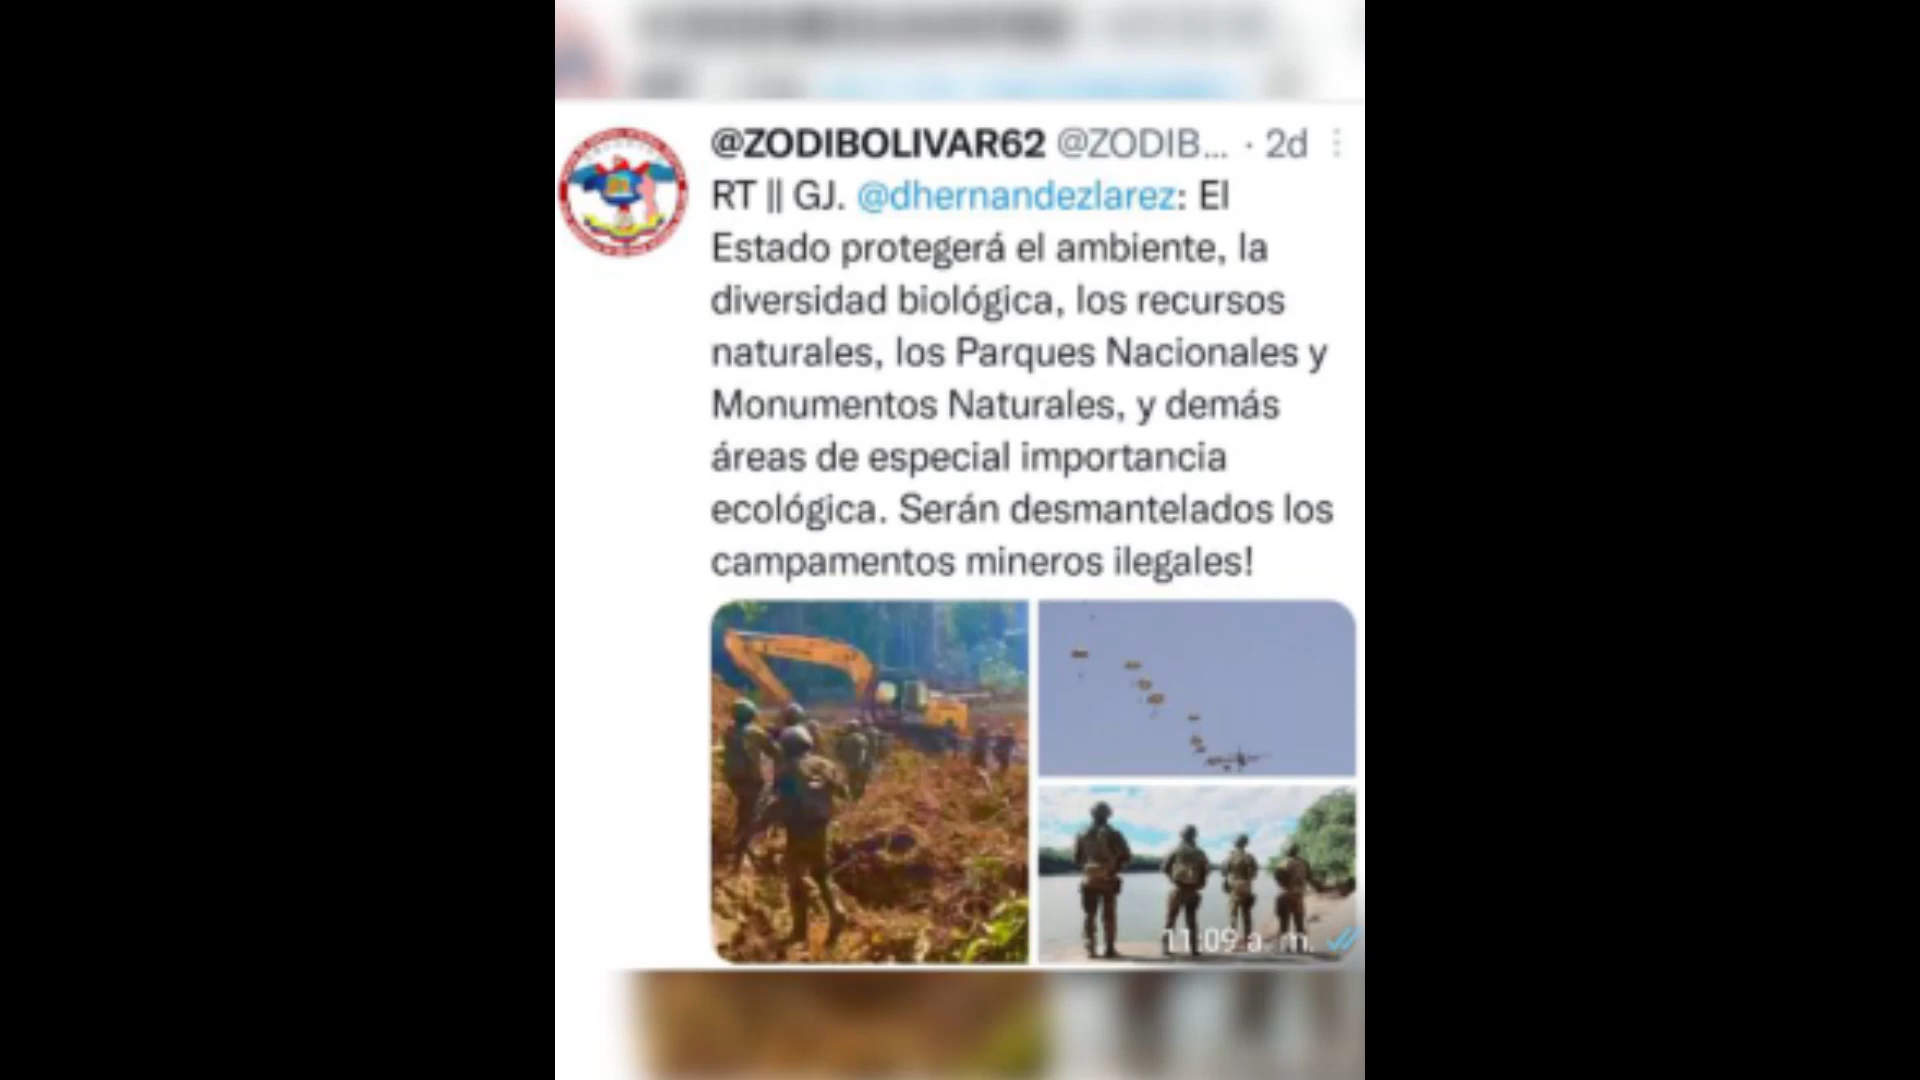 @ZODIBOLIVAR62 @ZODIB... · 2d
RT || GJ. @dhernandezlarez: El
Estado protegerá el ambiente, la
diversidad biológica, los recursos
naturales, los Parques Nacionales y
Monumentos Naturales, y demás
áreas de especial importancia
ecológica. Serán desmantelados los
campamentos mineros ilegales!
11:09 a. m.